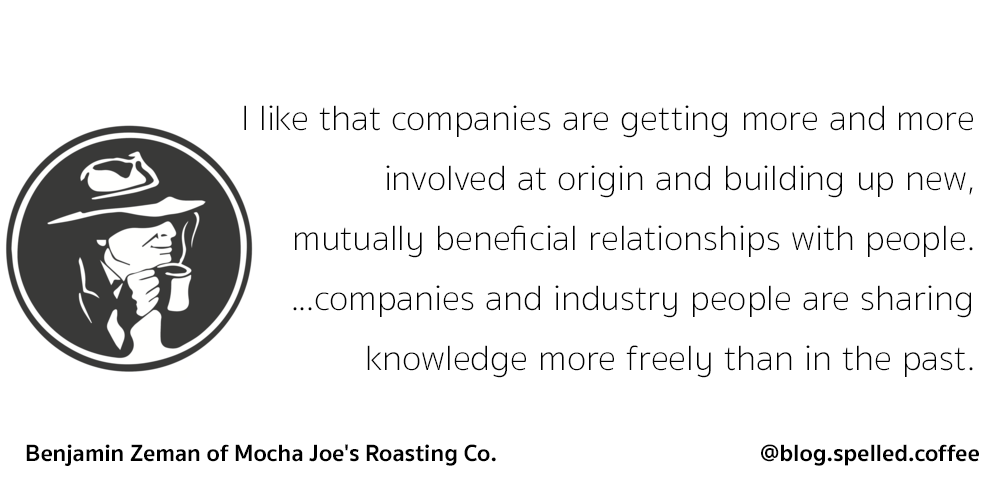 I like that companies are getting more and more
involved at origin and building up new,
mutually beneficial relationships with people.
...companies and industry people are sharing
knowledge more freely than in the past.
Benjamin Zeman of Mocha Joe's Roasting Co.
@blog.spelled.coffee